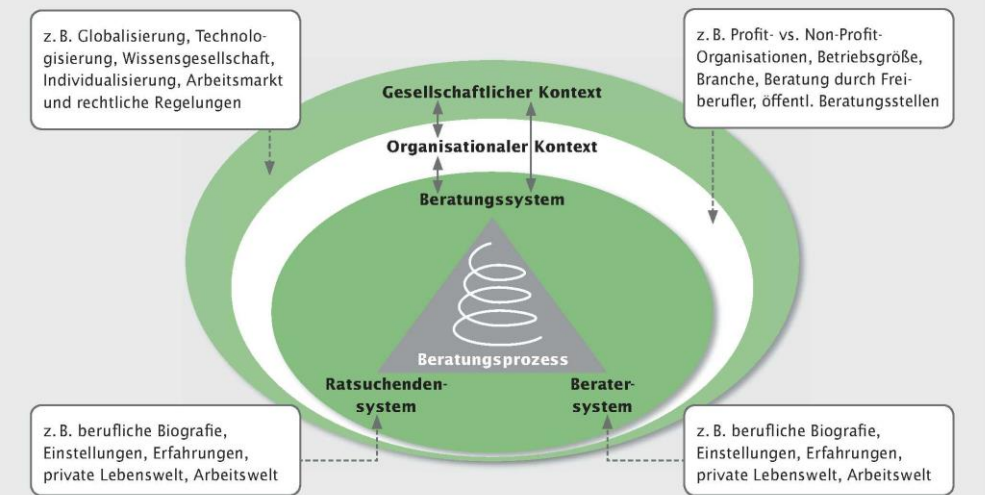 z. B. Globalisierung, Technolo-
gisierung, Wissensgesellschaft,
Individualisierung, Arbeitsmarkt
und rechtliche Regelungen
z. B. Profit- vs. Non-Profit-
Organisationen, Betriebsgröße,
Branche, Beratung durch Frei-
berufler, öffentl. Beratungsstellen
Gesellschaftlicher Kontext
Organisationaler Kontext
Beratungssystem
Beratungsprozess
Ratsuchenden-
system
Berater-
system
z. B. berufliche Biografie,
Einstellungen, Erfahrungen,
private Lebenswelt, Arbeitswelt
z. B. berufliche Biografie,
Einstellungen, Erfahrungen,
private Lebenswelt, Arbeitswelt